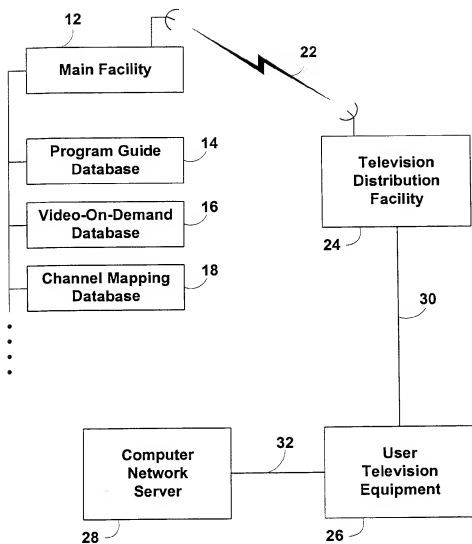 12
Main Facility
22
Program Guide
Database
14
Video-On-Demand
Database
16
Channel Mapping
Database
18
Television
Distribution
Facility
24
30
Computer
Network
Server
28
32
User
Television
Equipment
26